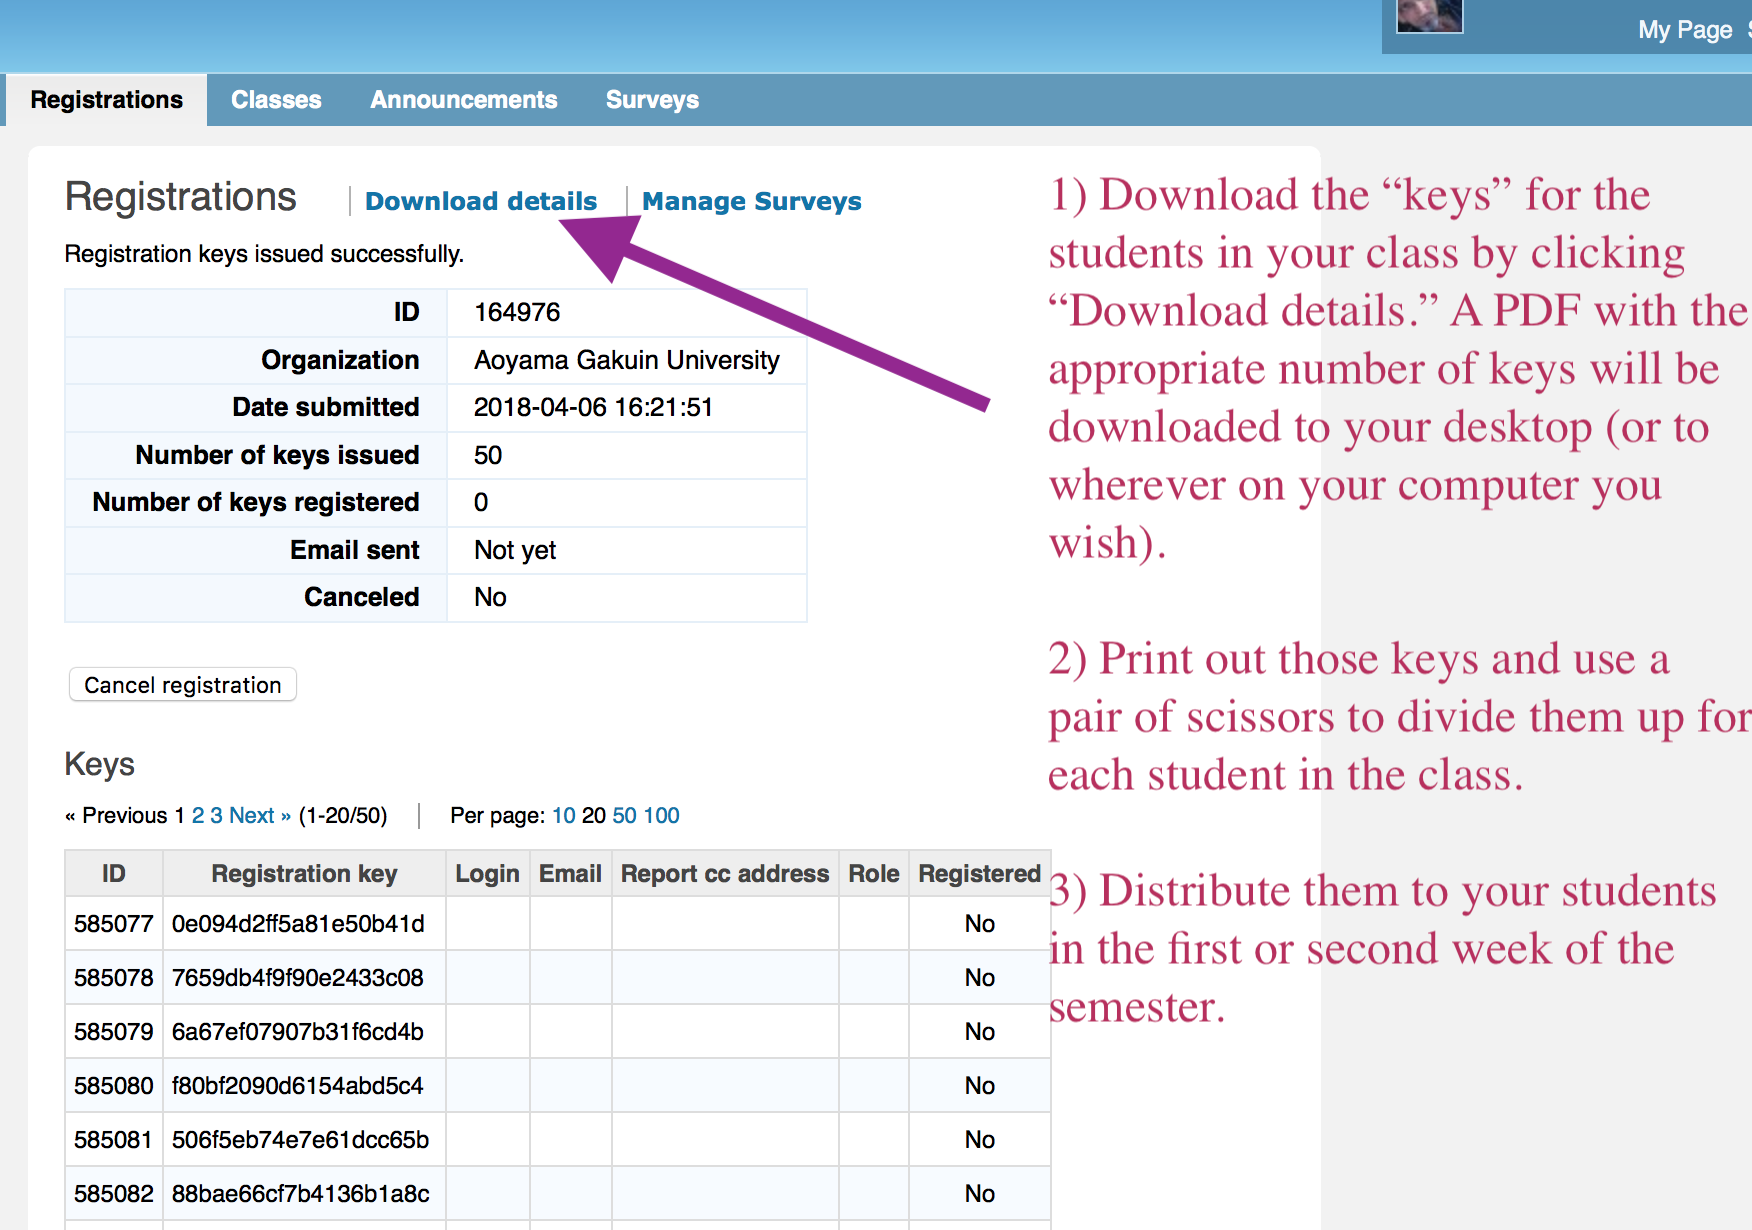 My Page
Registrations Classes Announcements Surveys
Registrations | Download details | Manage Surveys
Registration keys issued successfully.
ID 164976
Organization Aoyama Gakuin University
Date submitted 2018-04-06 16:21:51
Number of keys issued 50
Number of keys registered 0
Email sent Not yet
Canceled No
Cancel registration
Keys
« Previous 1 2 3 Next » (1-20/50) | Per page: 10 20 50 100
ID Registration key Login Email Report cc address Role Registered
585077 0e094d2ff5a81e50b41d No
585078 7659db4f9f90e2433c08 No
585079 6a67ef07907b31f6cd4b No
585080 f80bf2090d6154abd5c4 No
585081 506f5eb74e7e61dcc65b No
585082 88bae66cf7b4136b1a8c No
1) Download the “keys” for the
students in your class by clicking
“Download details.” A PDF with the
appropriate number of keys will be
downloaded to your desktop (or to
wherever on your computer you
wish).
2) Print out those keys and use a
pair of scissors to divide them up for
each student in the class.
3) Distribute them to your students
in the first or second week of the
semester.